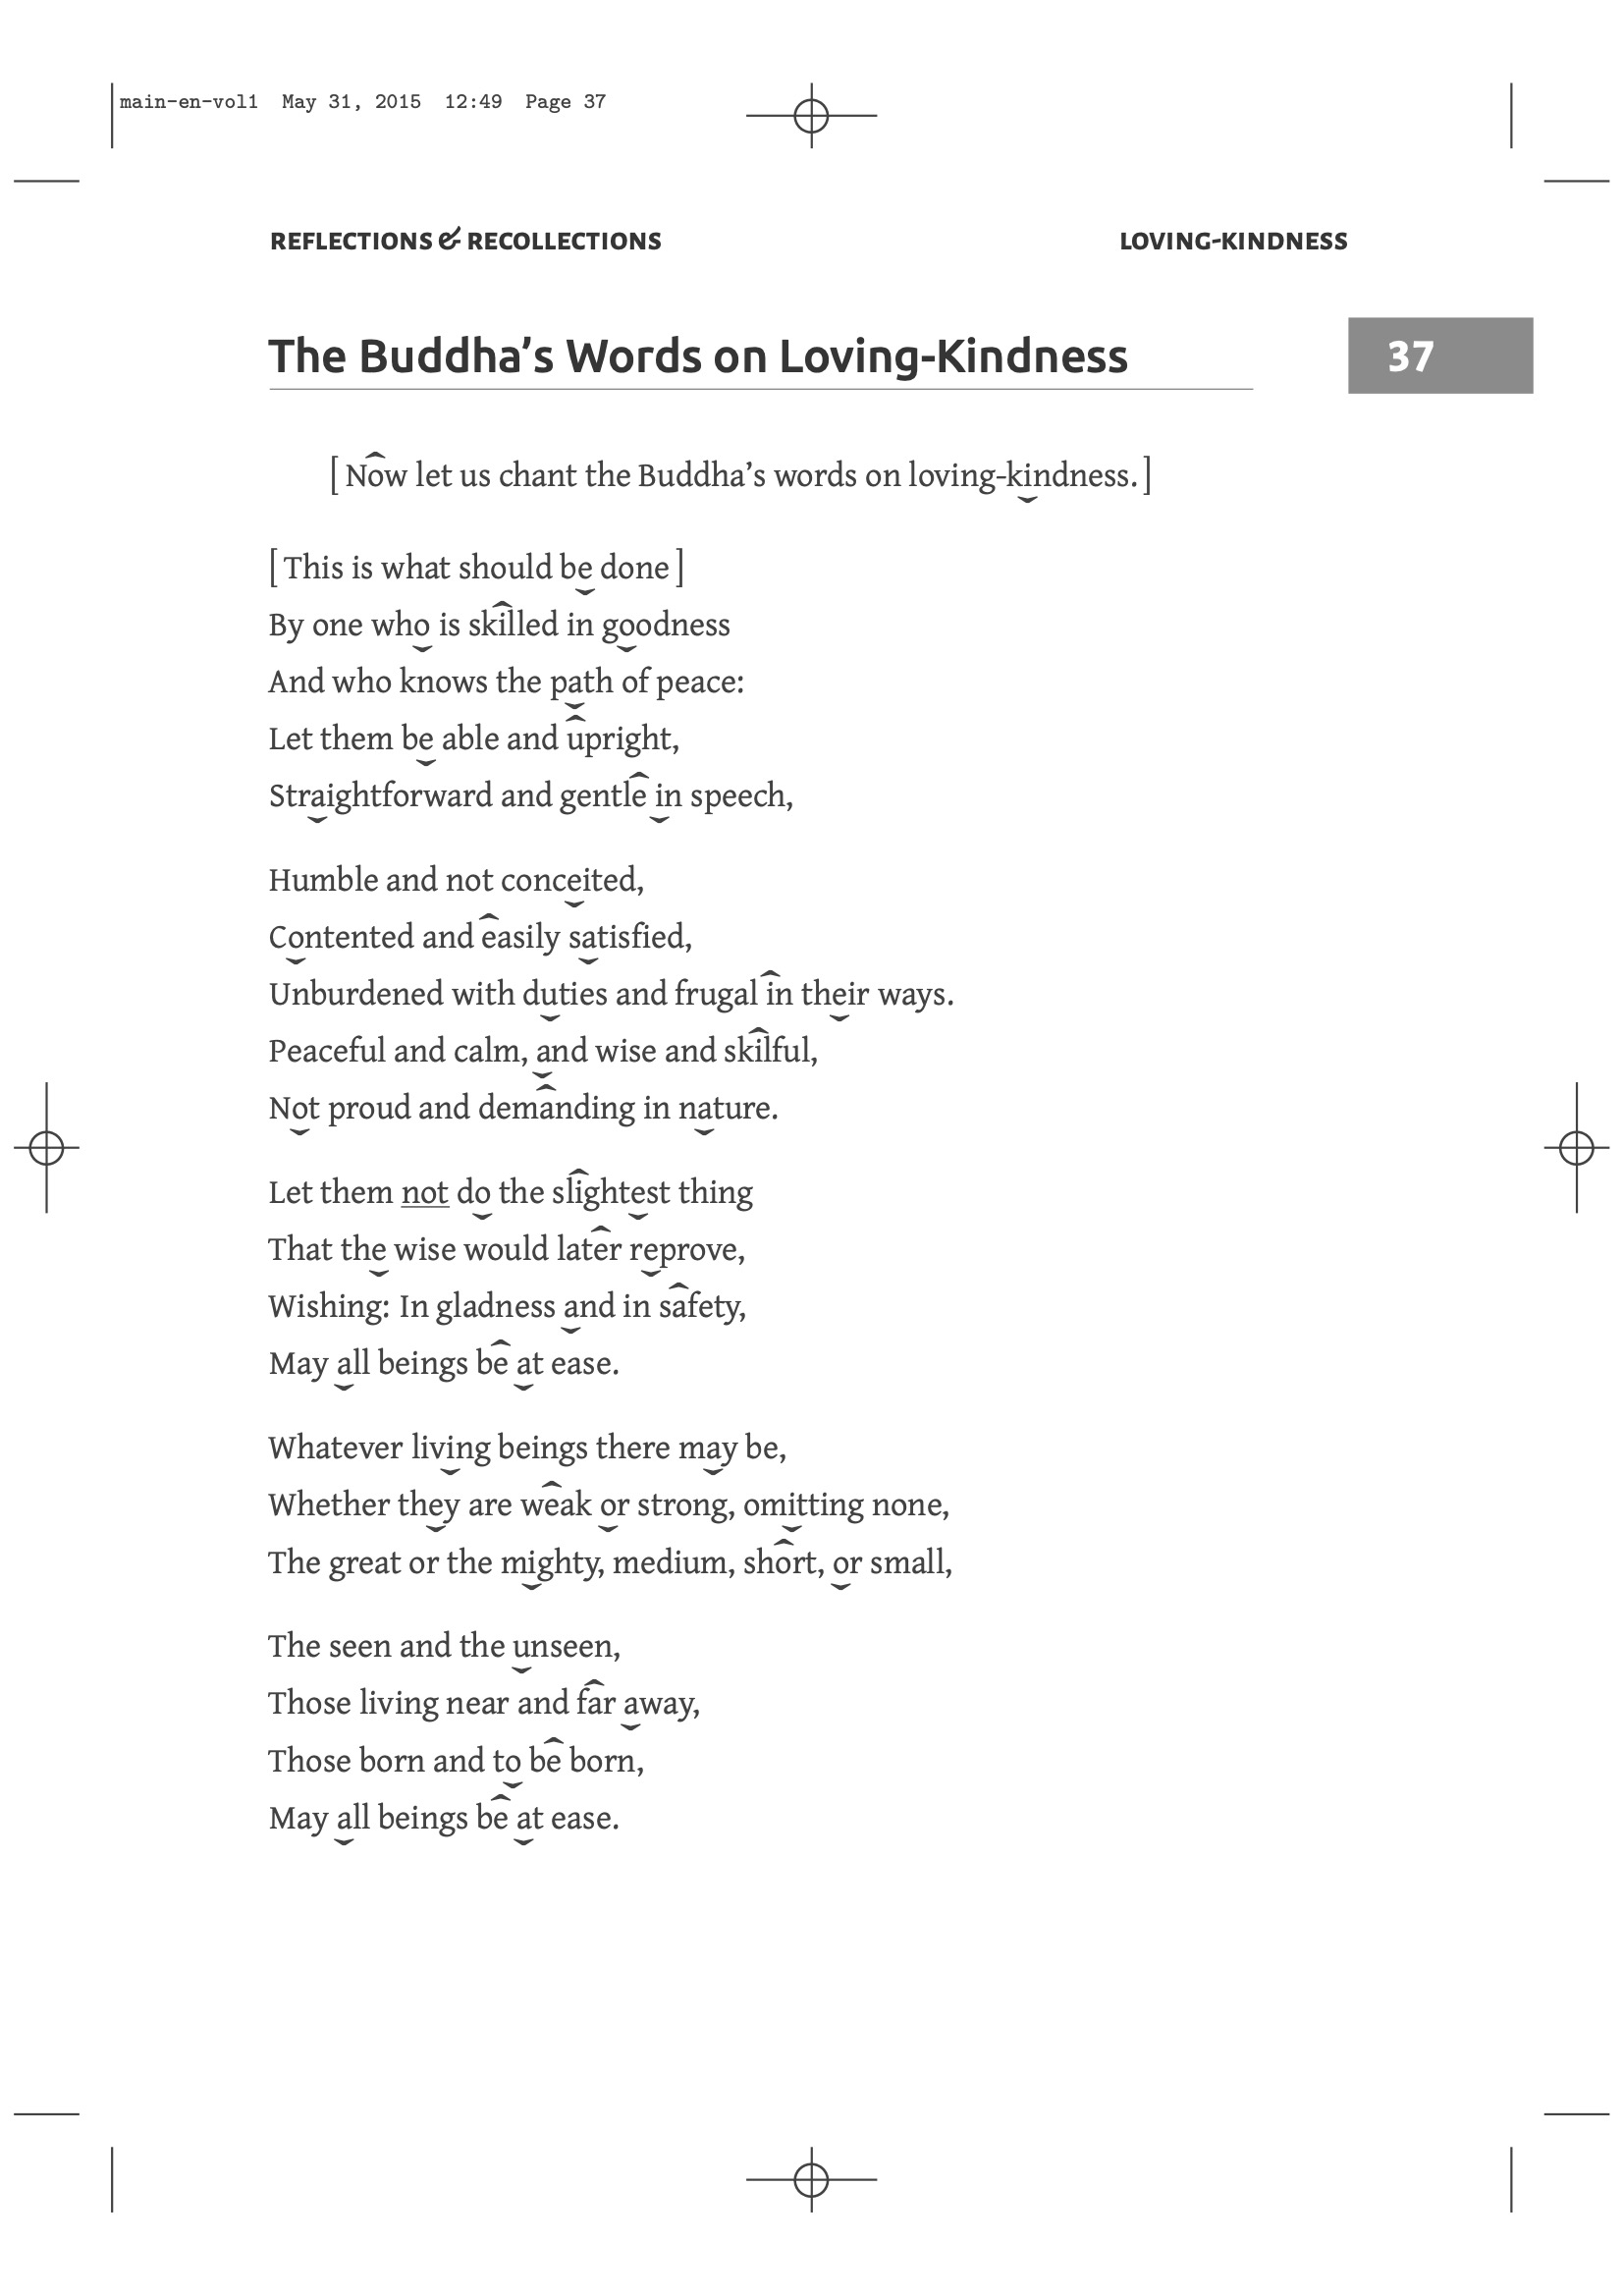 main-en-vol1 May 31, 2015 12:49 Page 37
REFLECTIONS & RECOLLECTIONS LOVING-KINDNESS
The Buddha’s Words on Loving-Kindness 37
[ Now let us chant the Buddha’s words on loving-kindness. ]
[ This is what should be done ]
By one who is skilled in goodness
And who knows the path of peace:
Let them be able and upright,
Straightforward and gentle in speech,
Humble and not conceited,
Contented and easily satisfied,
Unburdened with duties and frugal in their ways.
Peaceful and calm, and wise and skilful,
Not proud and demanding in nature.
Let them not do the slightest thing
That the wise would later reprove,
Wishing: In gladness and in safety,
May all beings be at ease.
Whatever living beings there may be,
Whether they are weak or strong, omitting none,
The great or the mighty, medium, short, or small,
The seen and the unseen,
Those living near and far away,
Those born and to be born,
May all beings be at ease.